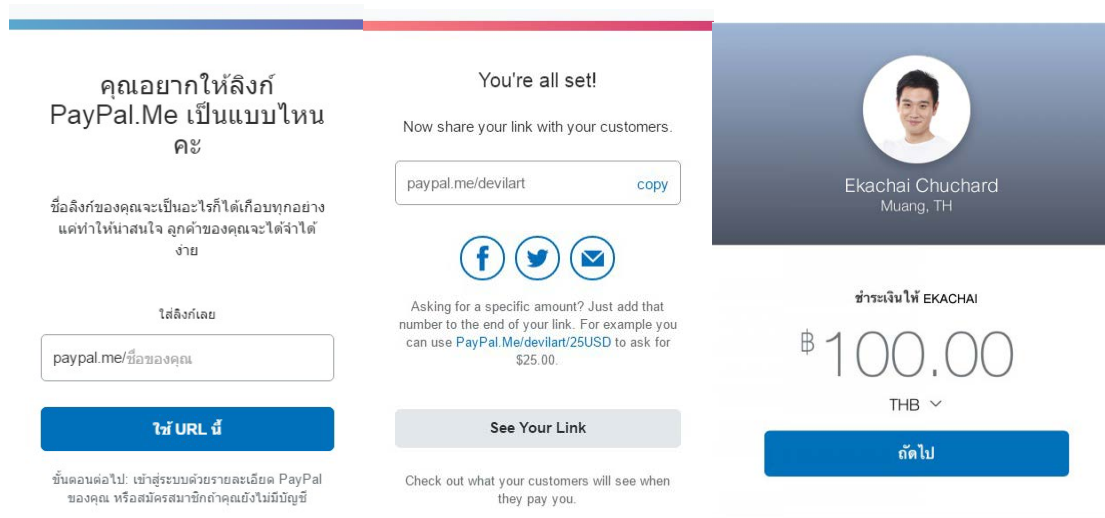 คุณอยากให้ลิงก์
PayPal.Me เป็นแบบไหน
คะ
ชื่อลิงก์ของคุณจะเป็นอะไรก็ได้เกือบทุกอย่าง
แค่ทำให้น่าสนใจ ลูกค้าของคุณจะได้จำได้
ง่าย
ใส่ลิงก์เลย
paypal.me/ชื่อของคุณ
ใช้ URL นี้
ขั้นตอนต่อไป: เข้าสู่ระบบด้วยรายละเอียด PayPal
ของคุณ หรือสมัครสมาชิกถ้าคุณยังไม่มีบัญชี
You're all set!
Now share your link with your customers.
paypal.me/devilart copy
Asking for a specific amount? Just add that
number to the end of your link. For example you
can use PayPal.Me/devilart/25USD to ask for
$25.00.
See Your Link
Check out what your customers will see when
they pay you.
Ekachai Chuchard
Muang, TH
ชำระเงินให้ EKACHAI
฿100.00
THB
ถัดไป